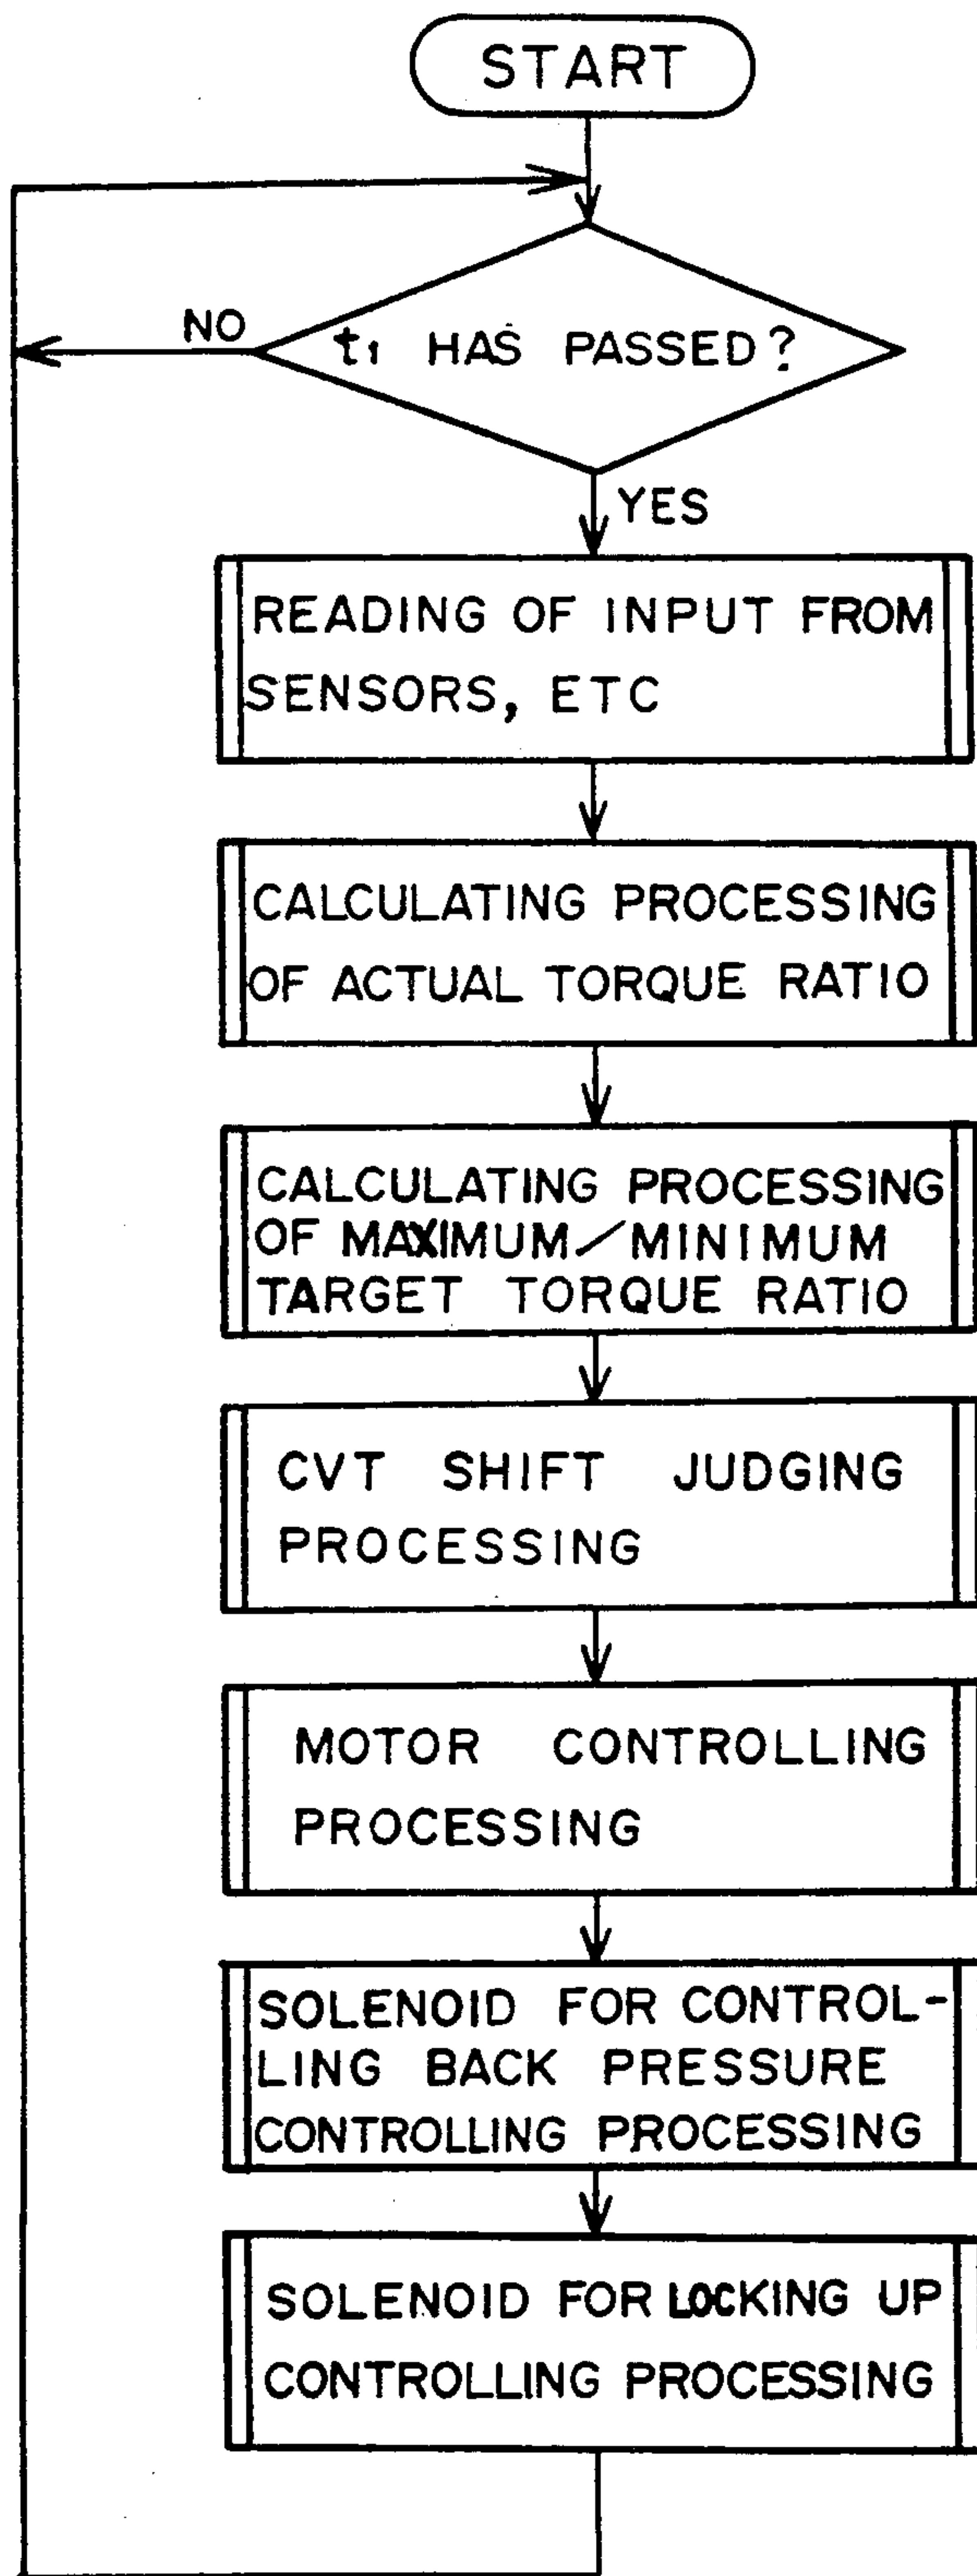 START
NO
t₁ HAS PASSED?
YES
READING OF INPUT FROM
SENSORS, ETC
CALCULATING PROCESSING
OF ACTUAL TORQUE RATIO
CALCULATING PROCESSING
OF MAXIMUM/MINIMUM
TARGET TORQUE RATIO
CVT SHIFT JUDGING
PROCESSING
MOTOR CONTROLLING
PROCESSING
SOLENOID FOR CONTROL-
LING BACK PRESSURE
CONTROLLING PROCESSING
SOLENOID FOR LOCKING UP
CONTROLLING PROCESSING